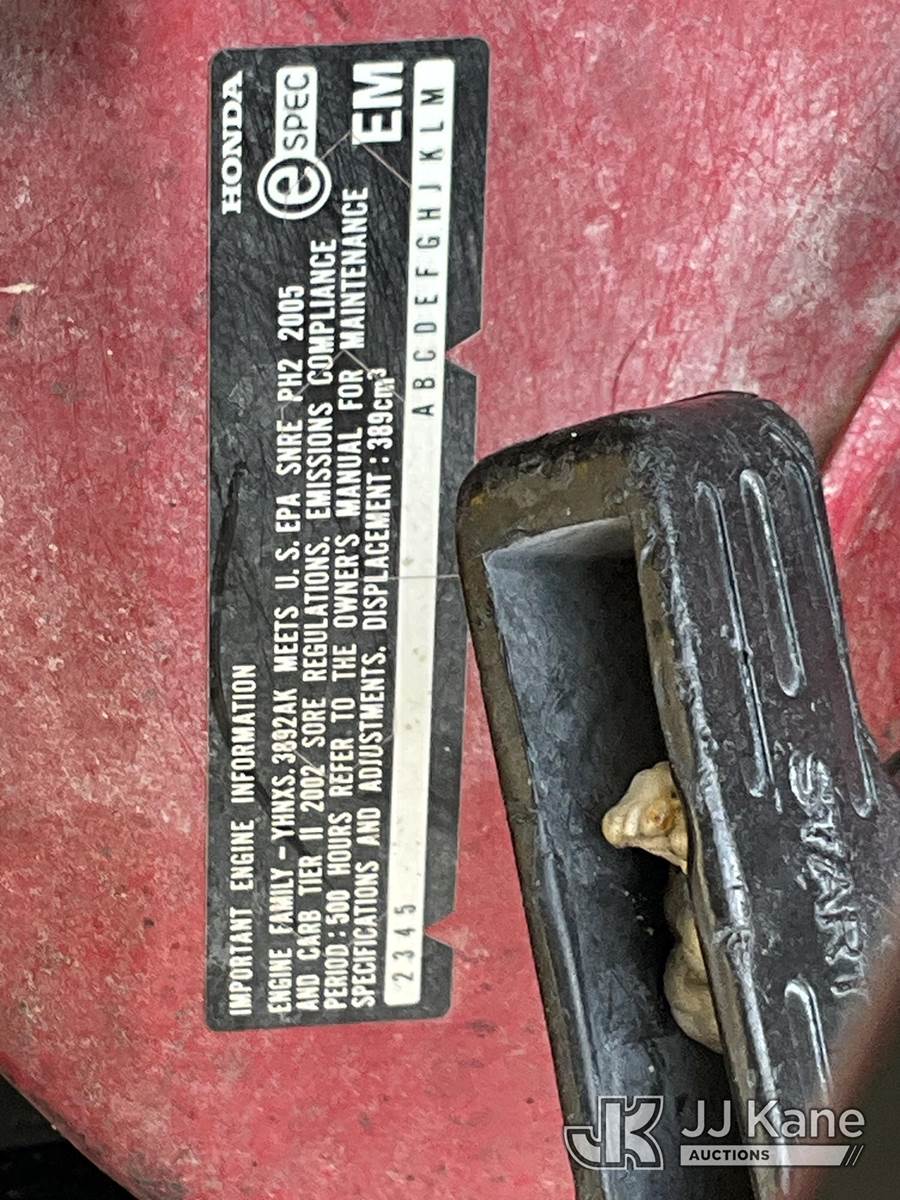 IMPORTANT ENGINE INFORMATION HONDA
ENGINE FAMILY - YHNXS.3892AK MEETS U.S. EPA SNRE PH2 2005
AND CARB TIER II 2002 SORE REGULATIONS. EMISSIONS COMPLIANCE
PERIOD : 500 HOURS REFER TO THE OWNER'S MANUAL FOR MAINTENANCE
SPECIFICATIONS AND ADJUSTMENTS. DISPLACEMENT : 389cm³
e SPEC
EM
2 3 4 5 A B C D E F G H J K L M
START
JK JJ Kane
AUCTIONS